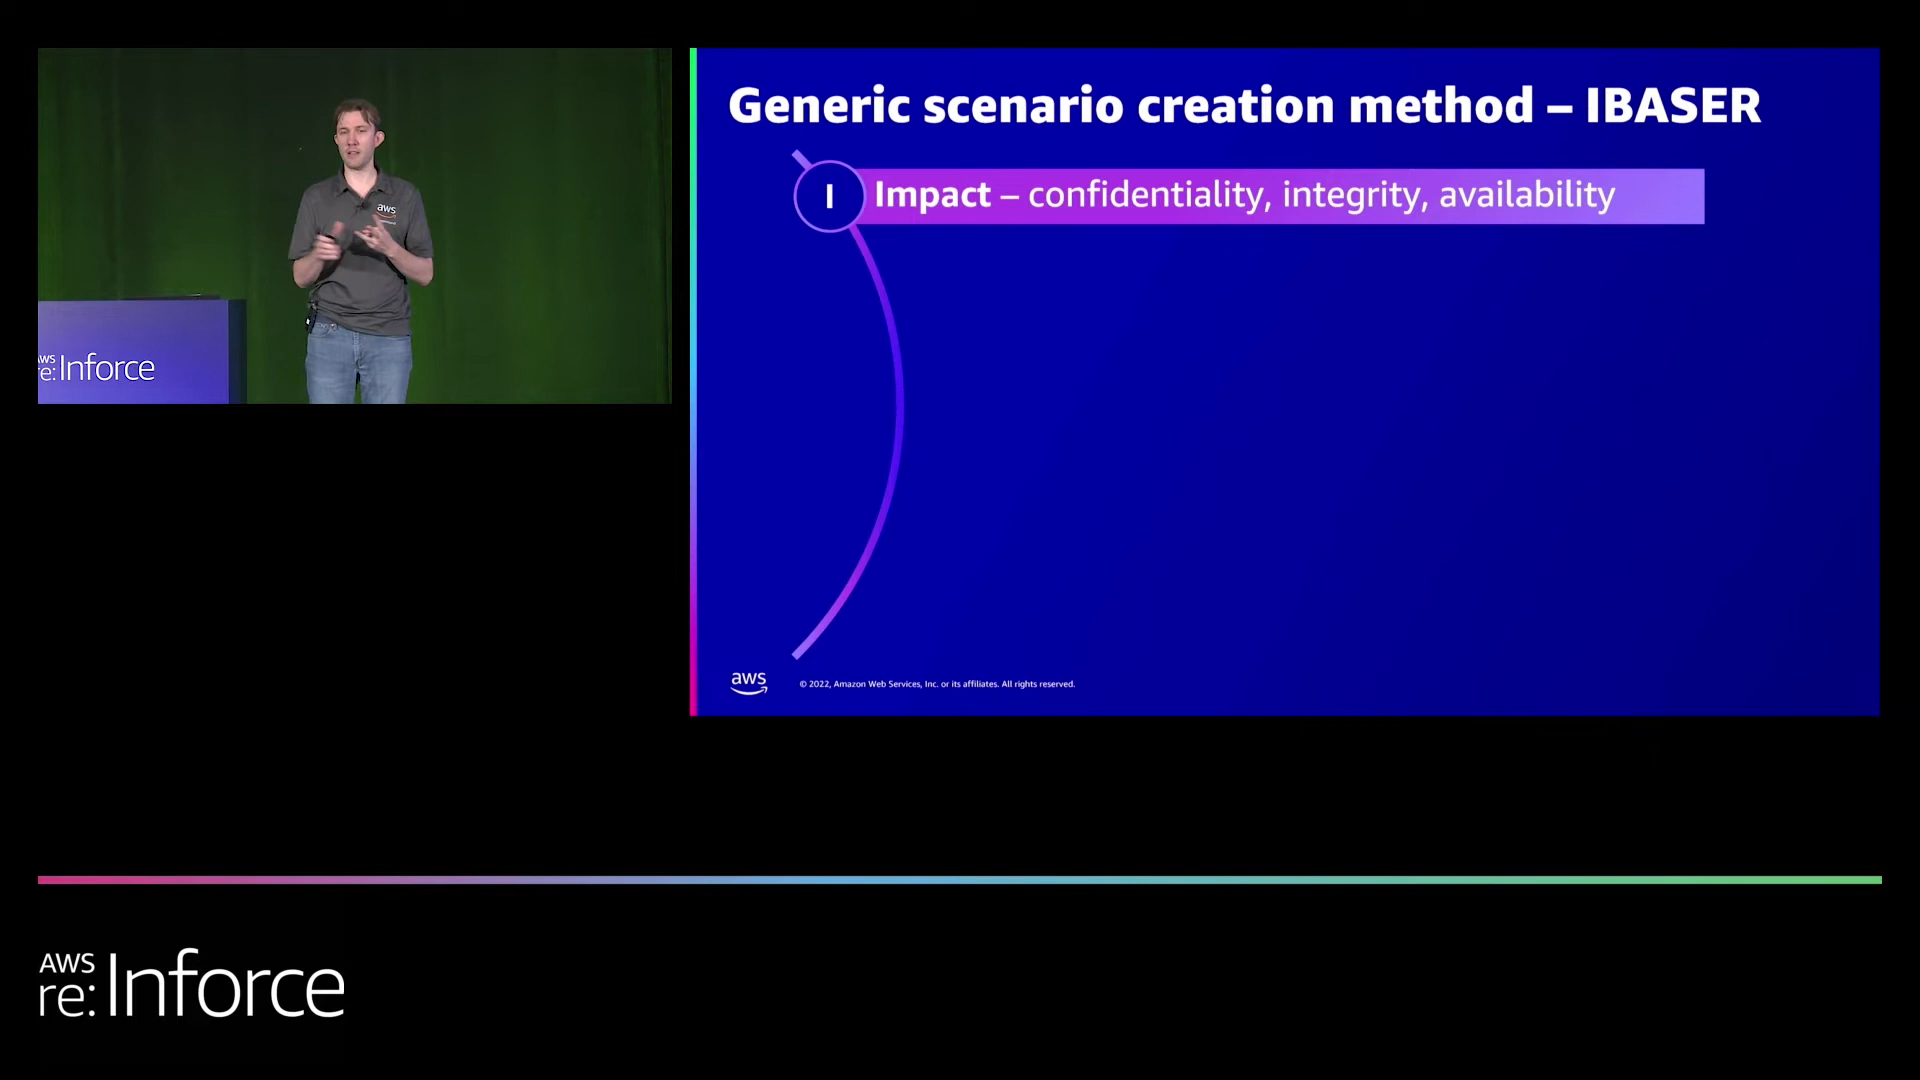 Generic scenario creation method – IBASER
I
Impact – confidentiality, integrity, availability
aws
AWS
re:Inforce
aws
© 2022, Amazon Web Services, Inc. or its affiliates. All rights reserved.
AWS
re:Inforce